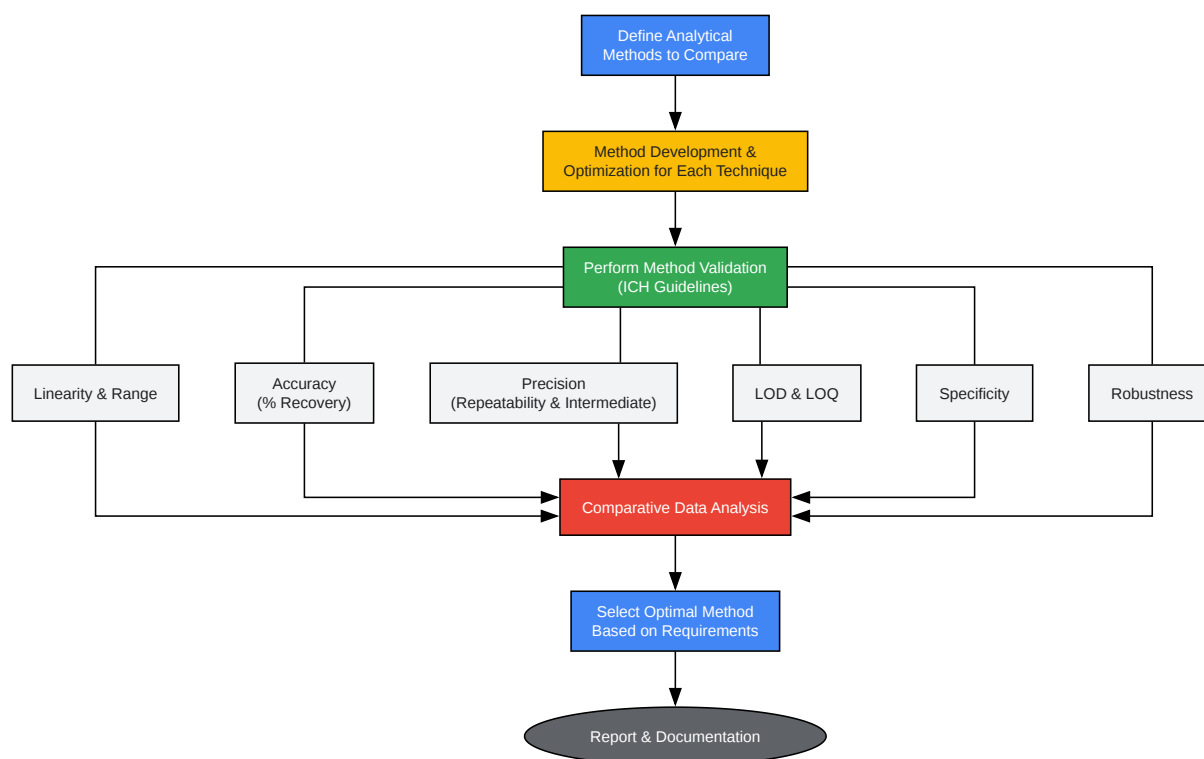 Define Analytical
Methods to Compare
Method Development &
Optimization for Each Technique
Perform Method Validation
(ICH Guidelines)
Linearity & Range
Accuracy
(% Recovery)
Precision
(Repeatability & Intermediate)
LOD & LOQ
Specificity
Robustness
Comparative Data Analysis
Select Optimal Method
Based on Requirements
Report & Documentation